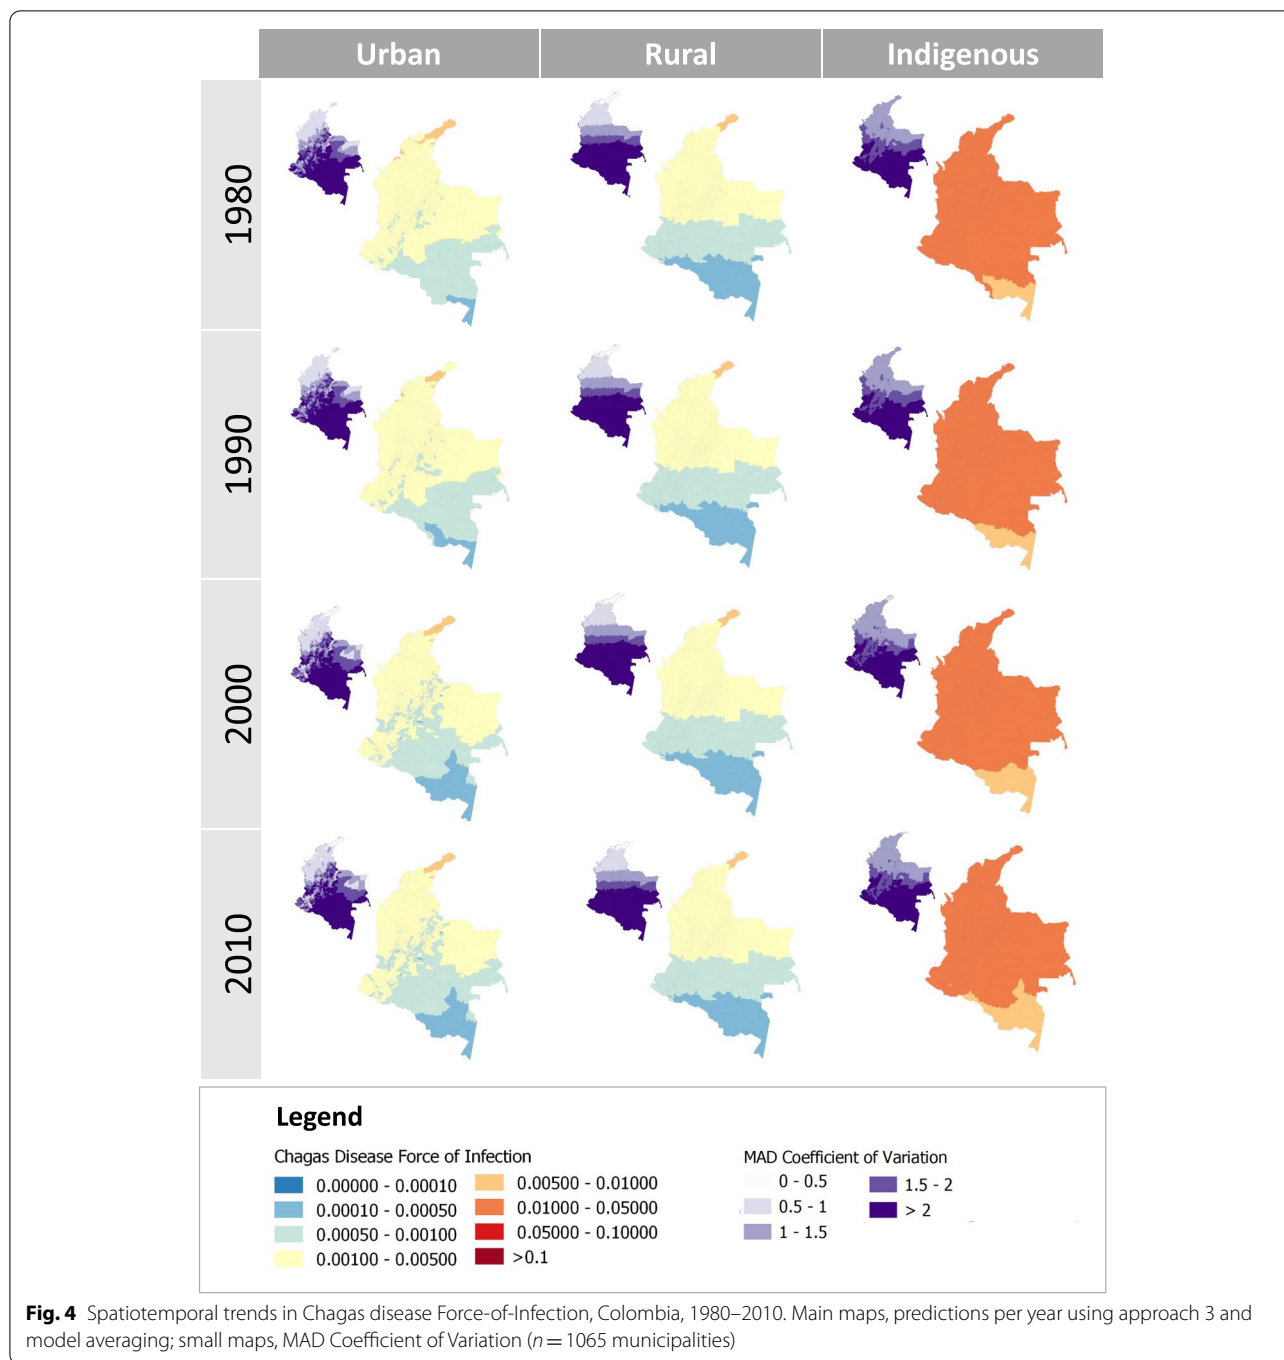 Urban Rural Indigenous
1980
1990
2000
2010
Legend
Chagas Disease Force of Infection
0.00000 - 0.00010
0.00010 - 0.00050
0.00050 - 0.00100
0.00100 - 0.00500
0.00500 - 0.01000
0.01000 - 0.05000
0.05000 - 0.10000
>0.1
MAD Coefficient of Variation
0 - 0.5
0.5 - 1
1 - 1.5
1.5 - 2
> 2
Fig. 4 Spatiotemporal trends in Chagas disease Force-of-Infection, Colombia, 1980–2010. Main maps, predictions per year using approach 3 and
model averaging; small maps, MAD Coefficient of Variation (n = 1065 municipalities)